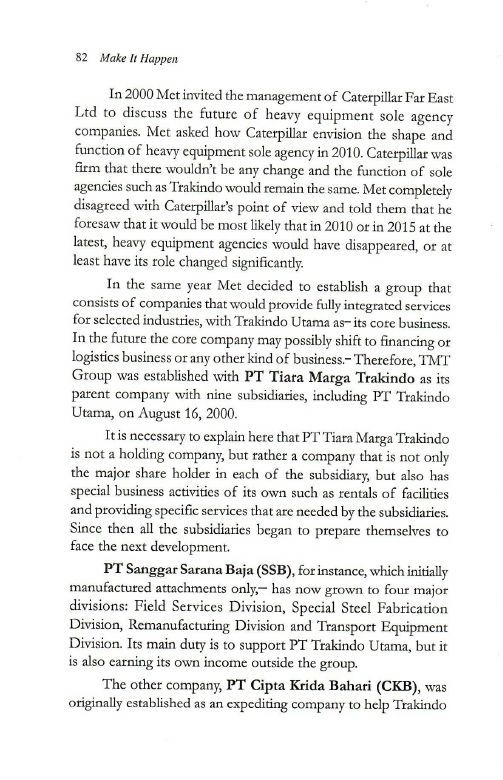 82 Make It Happen
In 2000 Met invited the management of Caterpillar Far East
Ltd to discuss the future of heavy equipment sole agency
companies. Met asked how Caterpillar envision the shape and
function of heavy equipment sole agency in 2010. Caterpillar was
firm that there wouldn't be any change and the function of sole
agencies such as Trakindo would remain the same. Met completely
disagreed with Caterpillar's point of view and told them that he
foresaw that it would be most likely that in 2010 or in 2015 at the
latest, heavy equipment agencies would have disappeared, or at
least have its role changed significantly.
In the same year Met decided to establish a group that
consists of companies that would provide fully integrated services
for selected industries, with Trakindo Utama as– its core business.
In the future the core company may possibly shift to financing or
logistics business or any other kind of business.– Therefore, TMT
Group was established with PT Tiara Marga Trakindo as its
parent company with nine subsidiaries, including PT Trakindo
Utama, on August 16, 2000.
It is necessary to explain here that PT Tiara Marga Trakindo
is not a holding company, but rather a company that is not only
the major share holder in each of the subsidiary, but also has
special business activities of its own such as rentals of facilities
and providing specific services that are needed by the subsidiaries.
Since then all the subsidiaries began to prepare themselves to
face the next development.
PT Sanggar Sarana Baja (SSB), for instance, which initially
manufactured attachments only,– has now grown to four major
divisions: Field Services Division, Special Steel Fabrication
Division, Remanufacturing Division and Transport Equipment
Division. Its main duty is to support PT Trakindo Utama, but it
is also earning its own income outside the group.
The other company, PT Cipta Krida Bahari (CKB), was
originally established as an expediting company to help Trakindo